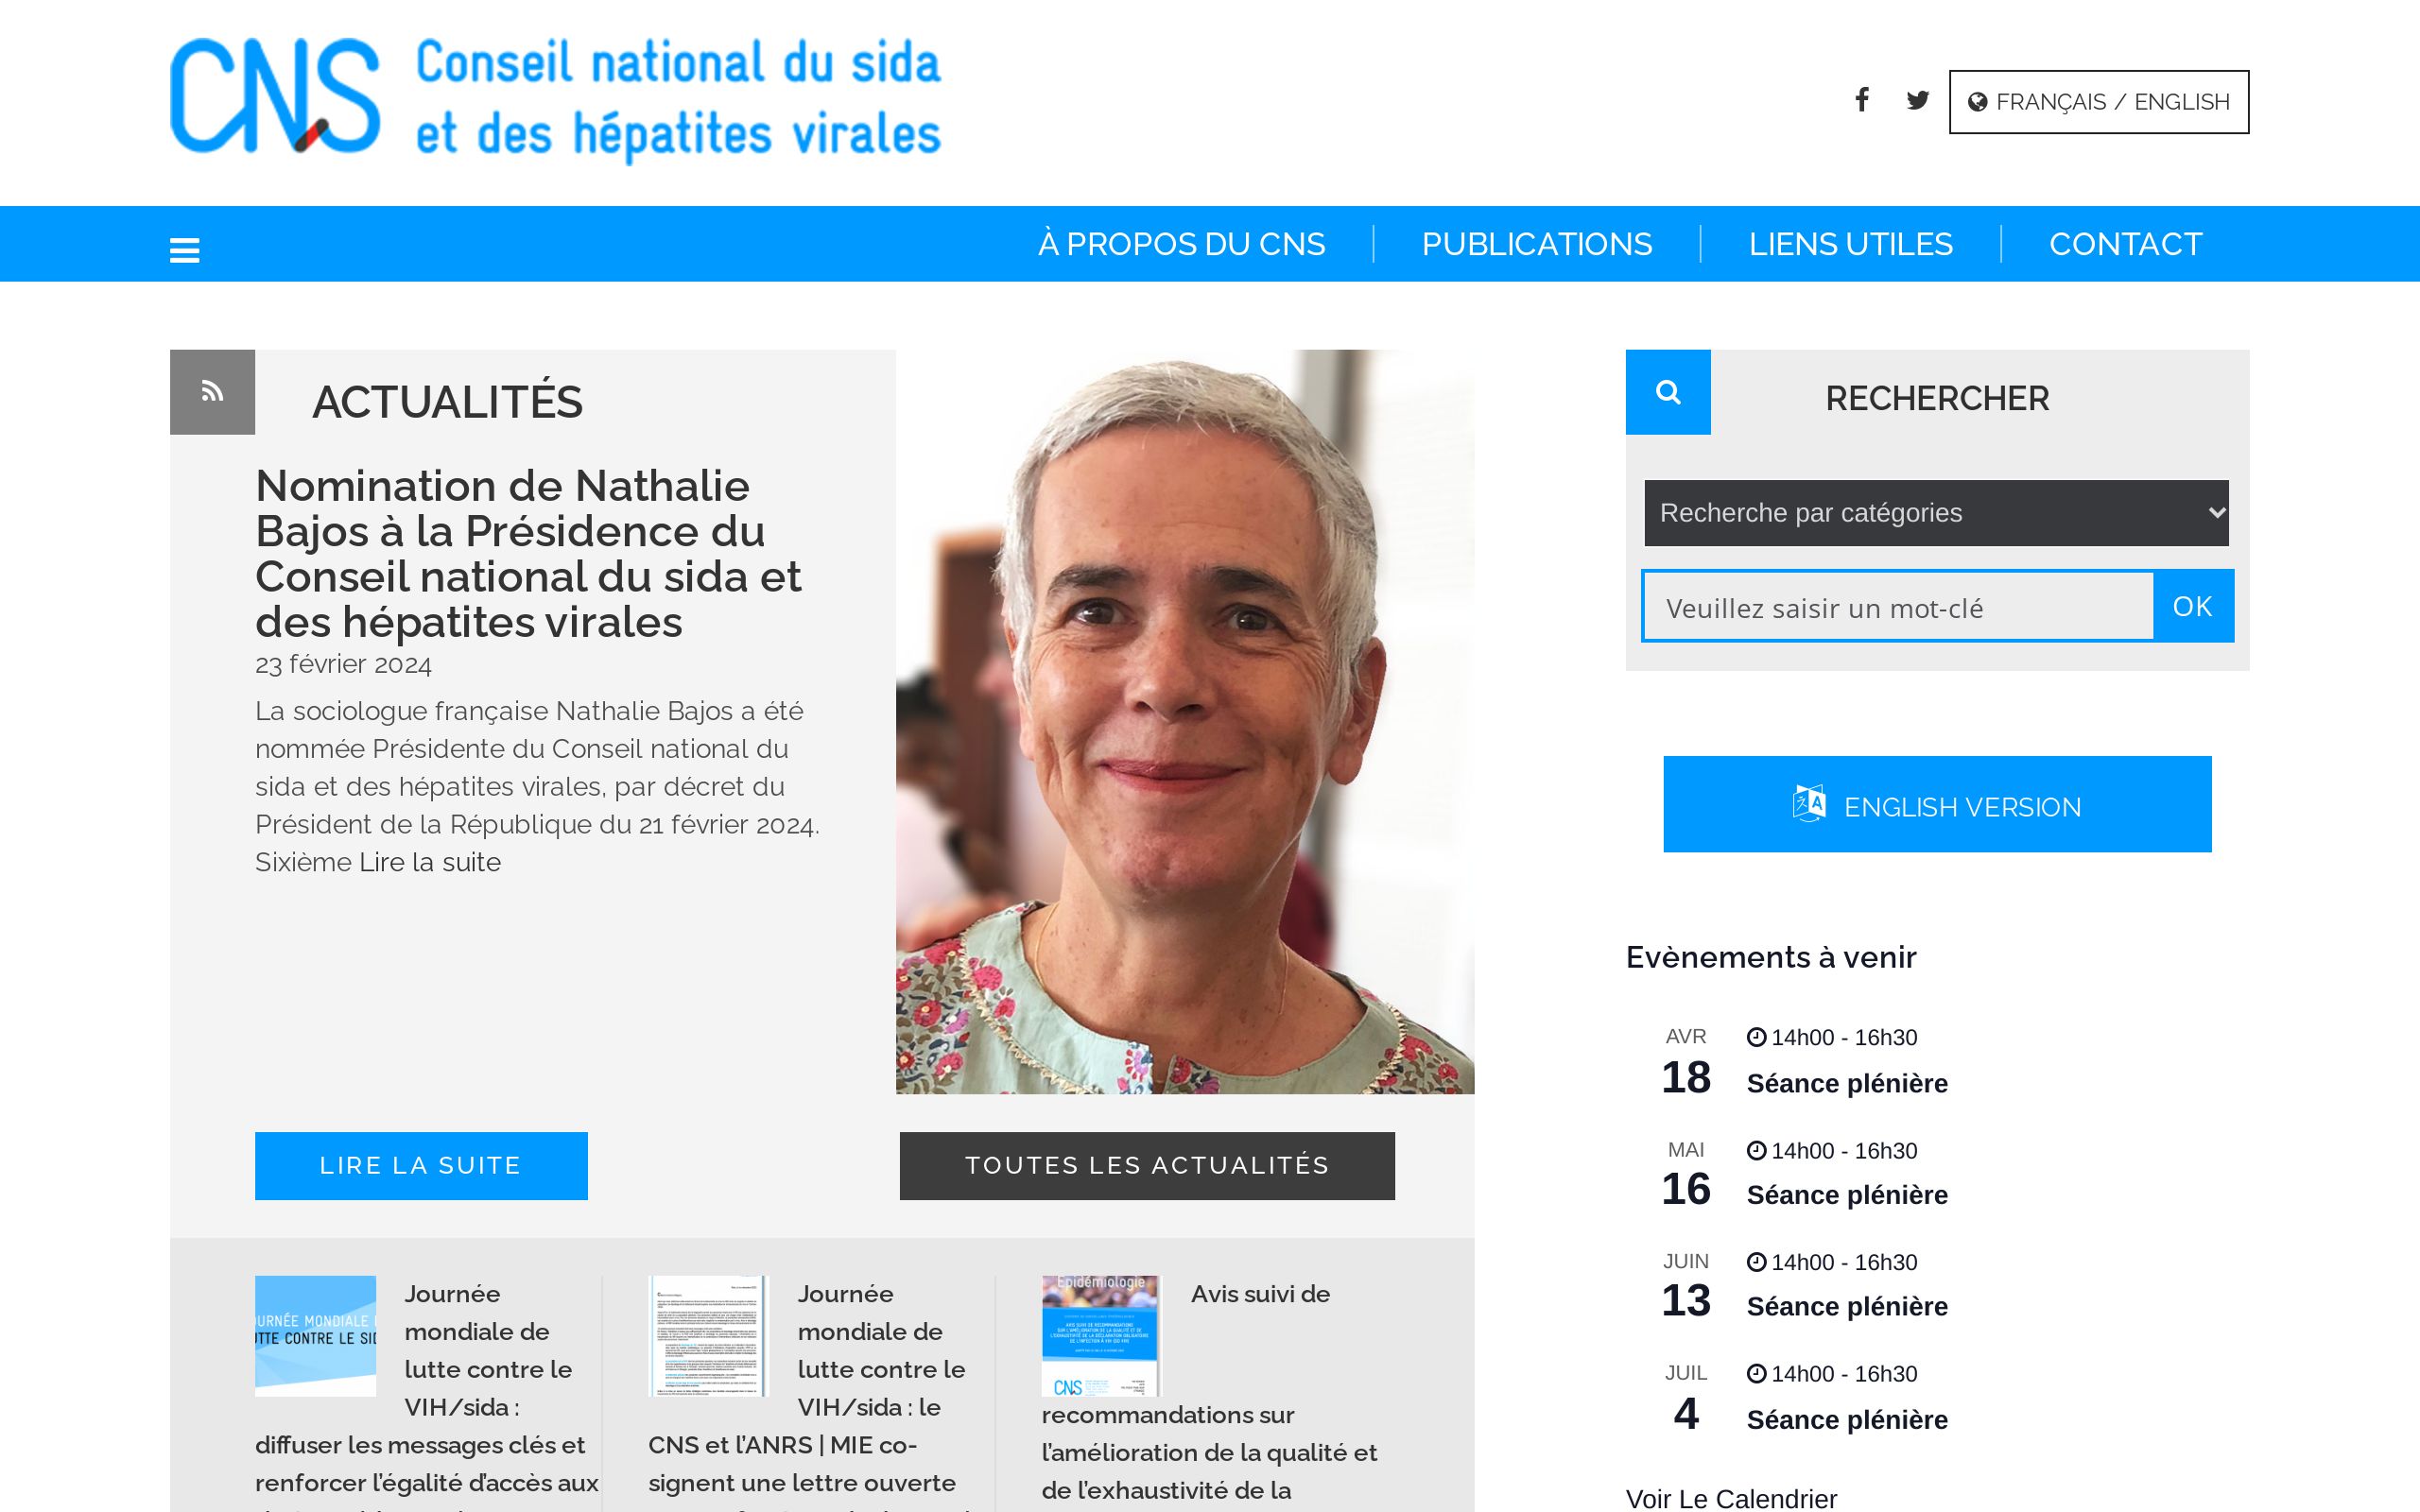 CNS Conseil national du sida
et des hépatites virales
FRANÇAIS / ENGLISH
À PROPOS DU CNS
PUBLICATIONS
LIENS UTILES
CONTACT
ACTUALITÉS
Nomination de Nathalie
Bajos à la Présidence du
Conseil national du sida et
des hépatites virales
23 février 2024
La sociologue française Nathalie Bajos a été
nommée Présidente du Conseil national du
sida et des hépatites virales, par décret du
Président de la République du 21 février 2024.
Sixième Lire la suite
LIRE LA SUITE
TOUTES LES ACTUALITÉS
Journée
mondiale de
lutte contre le
VIH/sida :
diffuser les messages clés et
renforcer l’égalité d’accès aux
Journée
mondiale de
lutte contre le
VIH/sida : le
CNS et l’ANRS | MIE co-
signent une lettre ouverte
Epidémiologie
CNS
Avis suivi de
recommandations sur
l’amélioration de la qualité et
de l’exhaustivité de la
RECHERCHER
Recherche par catégories
Veuillez saisir un mot-clé
OK
ENGLISH VERSION
Evènements à venir
AVR
18
14h00 - 16h30
Séance plénière
MAI
16
14h00 - 16h30
Séance plénière
JUIN
13
14h00 - 16h30
Séance plénière
JUIL
4
14h00 - 16h30
Séance plénière
Voir Le Calendrier